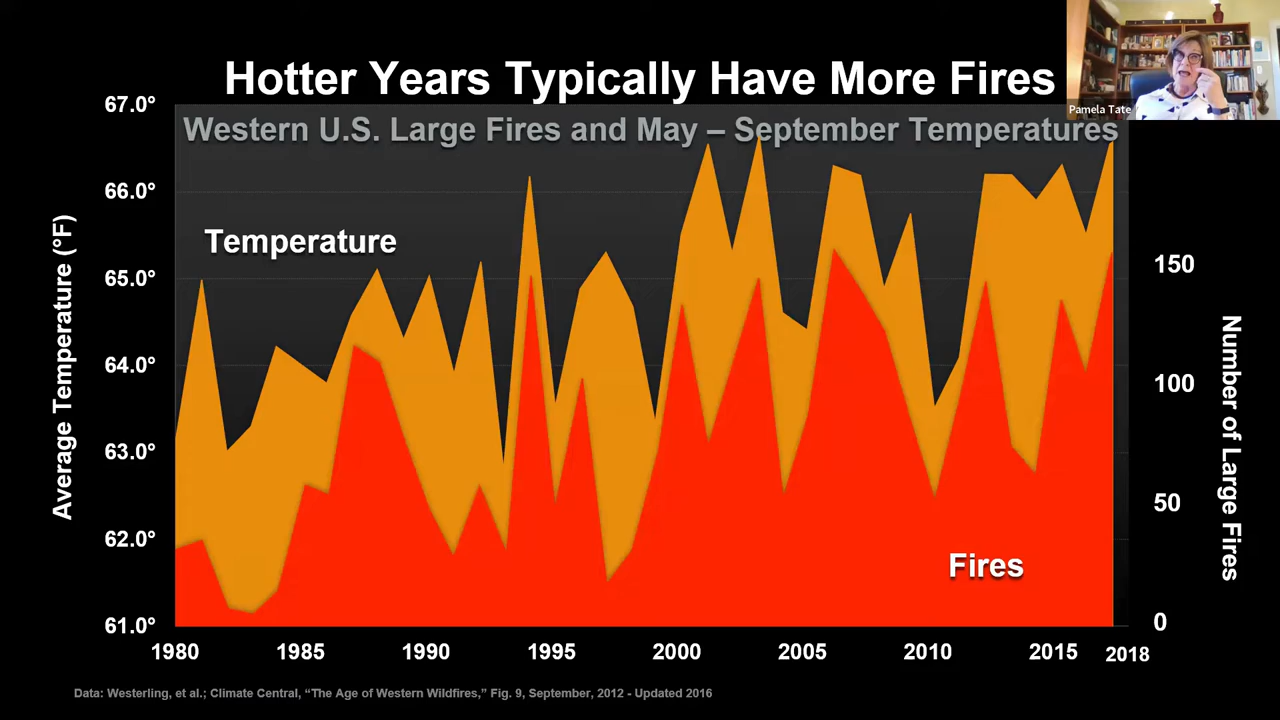 Hotter Years Typically Have More Fires
Pamela Tate
Western U.S. Large Fires and May – September Temperatures
Average Temperature (°F)
67.0°
66.0°
65.0°
64.0°
63.0°
62.0°
61.0°
Temperature
Fires
150
100
50
0
Number of Large Fires
1980 1985 1990 1995 2000 2005 2010 2015 2018
Data: Westerling, et al.; Climate Central, “The Age of Western Wildfires,” Fig. 9, September, 2012 - Updated 2016